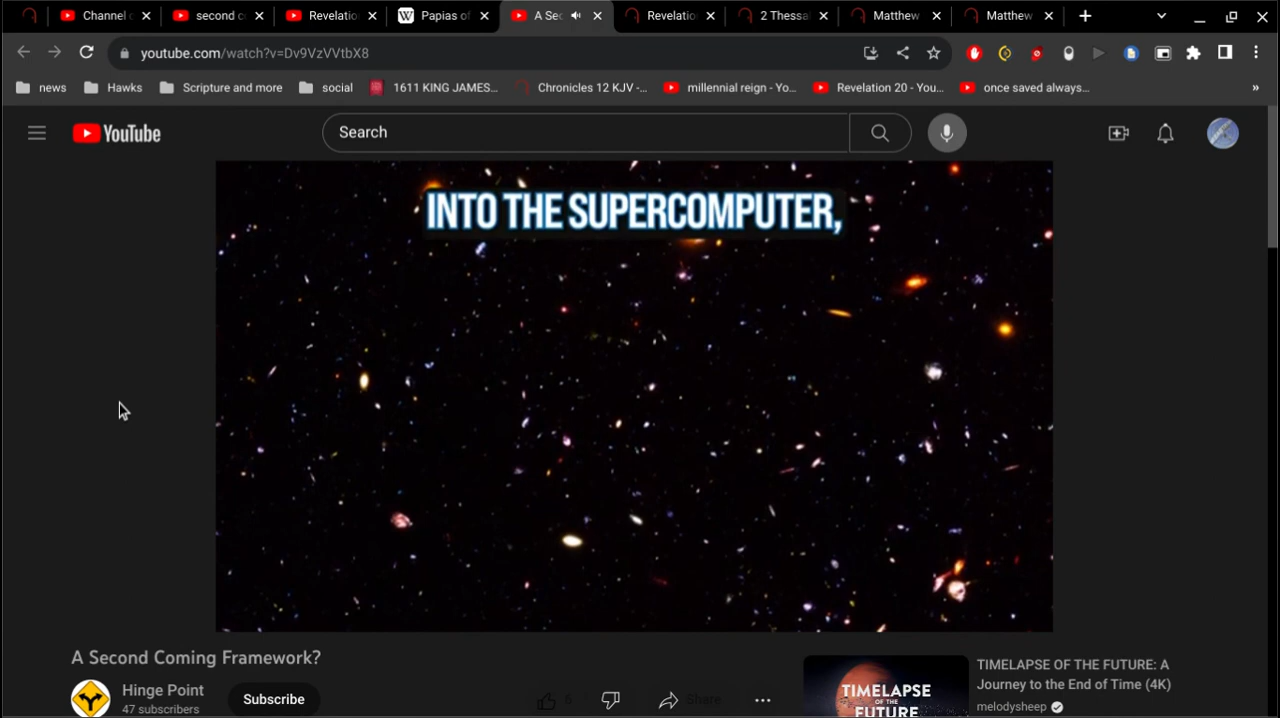 Channel c
second c
Revelatio
Papias of
A Sec
Revelatio
2 Thessa
Matthew
Matthew
youtube.com/watch?v=Dv9VzVVtbX8
news
Hawks
Scripture and more
social
1611 KING JAMES...
Chronicles 12 KJV -...
millennial reign - Yo...
Revelation 20 - You...
once saved always...
»
YouTube
Search
INTO THE SUPERCOMPUTER,
A Second Coming Framework?
Hinge Point
47 subscribers
Subscribe
6
Share
TIMELAPSE
OF THE
FUTURE
TIMELAPSE OF THE FUTURE: A
Journey to the End of Time (4K)
melodysheep